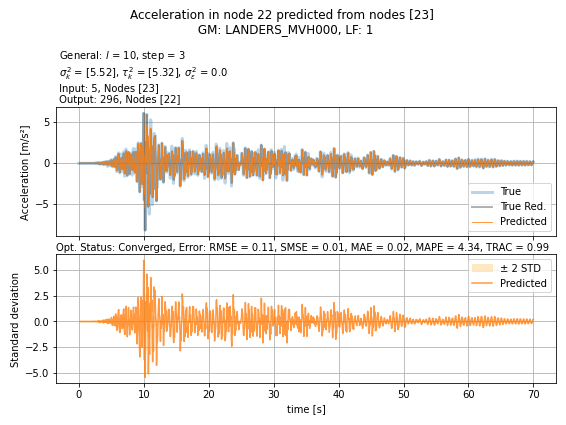 Acceleration in node 22 predicted from nodes [23]
GM: LANDERS_MVH000, LF: 1
General: l = 10, step = 3
σ²ₖ = [5.52], τ²ₖ = [5.32], σ²ε = 0.0
Input: 5, Nodes [23]
Output: 296, Nodes [22]
Acceleration [m/s²]
5
0
−5
True
True Red.
Predicted
Opt. Status: Converged, Error: RMSE = 0.11, SMSE = 0.01, MAE = 0.02, MAPE = 4.34, TRAC = 0.99
Standard deviation
5.0
2.5
0.0
−2.5
−5.0
± 2 STD
Predicted
0 10 20 30 40 50 60 70
time [s]